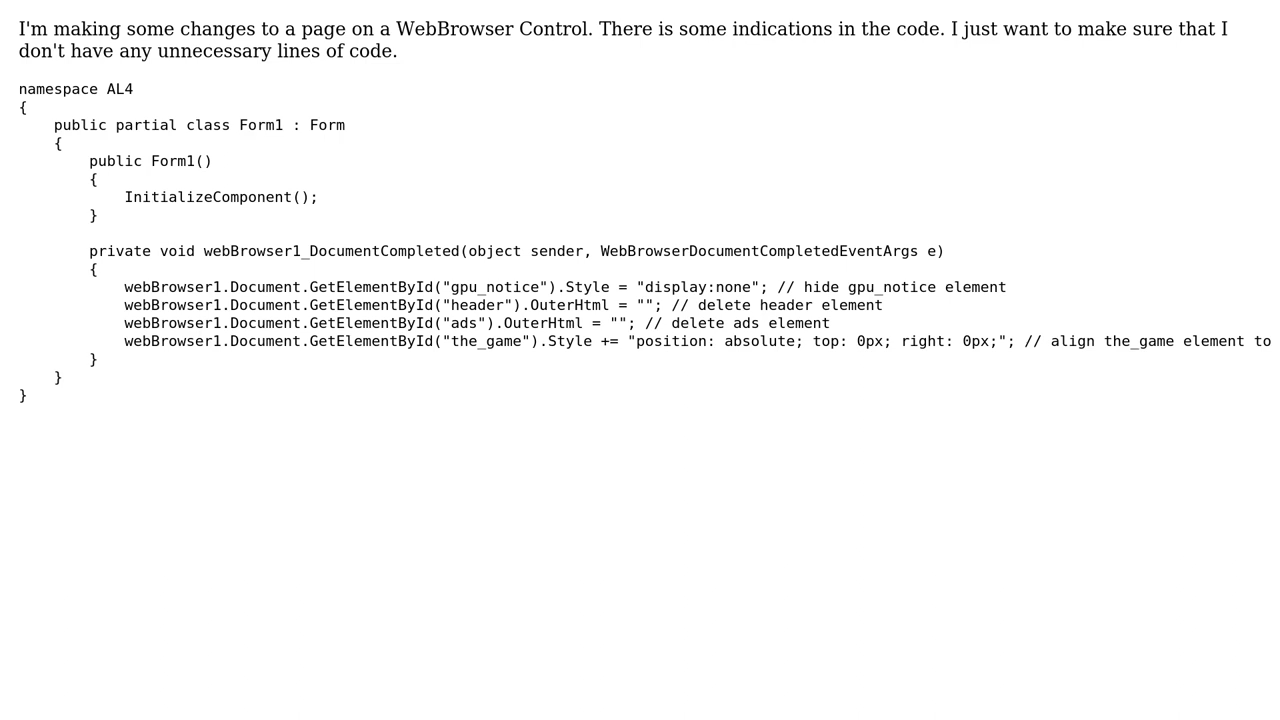 I'm making some changes to a page on a WebBrowser Control. There is some indications in the code. I just want to make sure that I
don't have any unnecessary lines of code.
namespace AL4
{
    public partial class Form1 : Form
    {
        public Form1()
        {
            InitializeComponent();
        }

        private void webBrowser1_DocumentCompleted(object sender, WebBrowserDocumentCompletedEventArgs e)
        {
            webBrowser1.Document.GetElementById("gpu_notice").Style = "display:none"; // hide gpu_notice element
            webBrowser1.Document.GetElementById("header").OuterHtml = ""; // delete header element
            webBrowser1.Document.GetElementById("ads").OuterHtml = ""; // delete ads element
            webBrowser1.Document.GetElementById("the_game").Style += "position: absolute; top: 0px; right: 0px;"; // align the_game element to
        }
    }
}